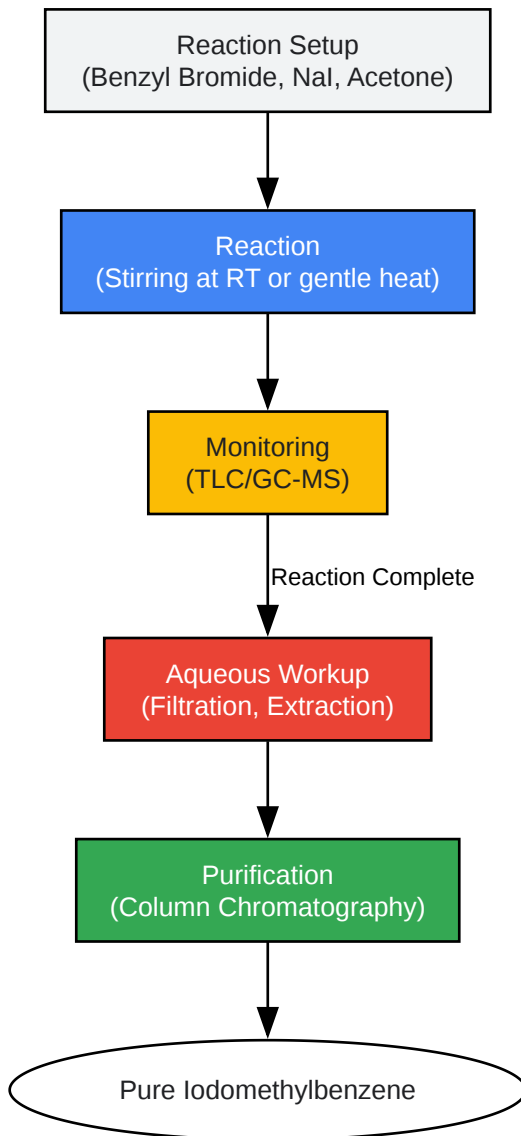 Reaction Setup
(Benzyl Bromide, NaI, Acetone)
Reaction
(Stirring at RT or gentle heat)
Monitoring
(TLC/GC-MS)
Reaction Complete
Aqueous Workup
(Filtration, Extraction)
Purification
(Column Chromatography)
Pure Iodomethylbenzene